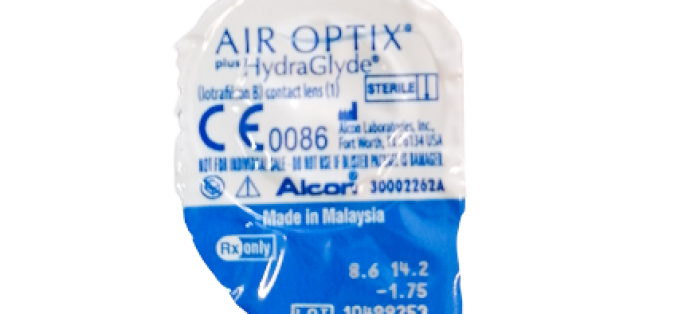 AIR OPTIX®
plus HydraGlyde®
(lotrafilcon B) contact lens (1)
STERILE
CE 0086
Alcon Laboratories, Inc.,
Fort Worth, TX 76134 USA
NOT FOR INDIVIDUAL SALE - DO NOT USE IF BLISTER PACKAGE IS DAMAGED.
Alcon® 30002262A
Made in Malaysia
Rx only
8.6 14.2
-1.75
LOT